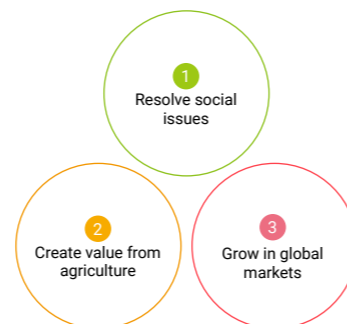 1
Resolve social
issues
2
Create value from
agriculture
3
Grow in global
markets